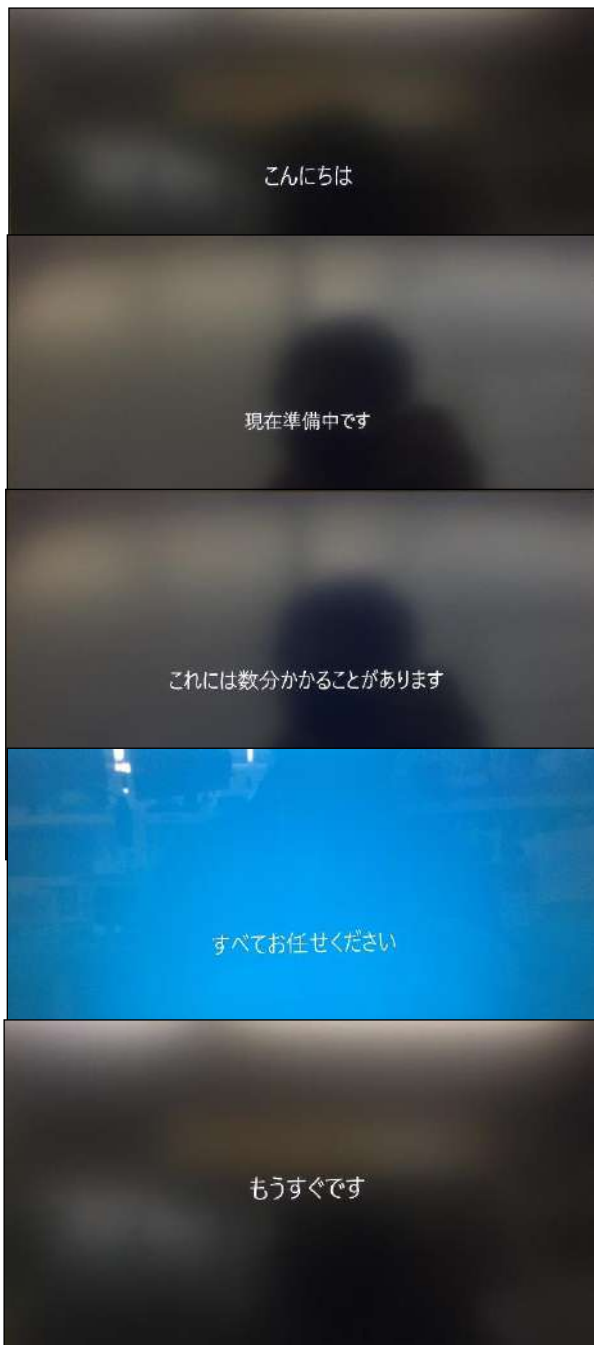 こんにちは
現在準備中です
これには数分かかることがあります
すべてお任せください
もうすぐです